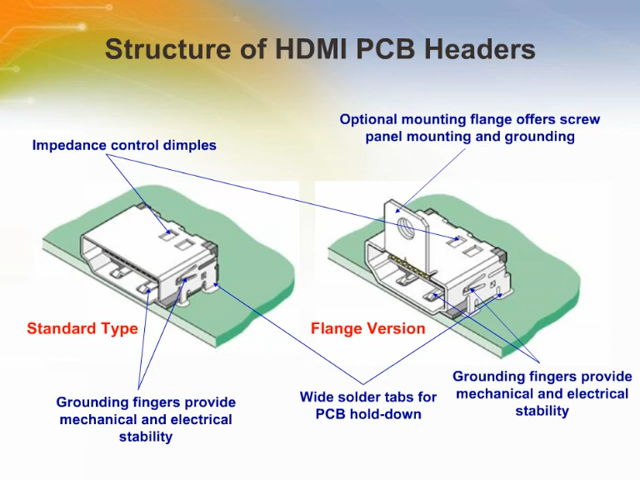 Structure of HDMI PCB Headers
Optional mounting flange offers screw
panel mounting and grounding
Impedance control dimples
Standard Type
Flange Version
Grounding fingers provide
mechanical and electrical
stability
Wide solder tabs for
PCB hold-down
Grounding fingers provide
mechanical and electrical
stability